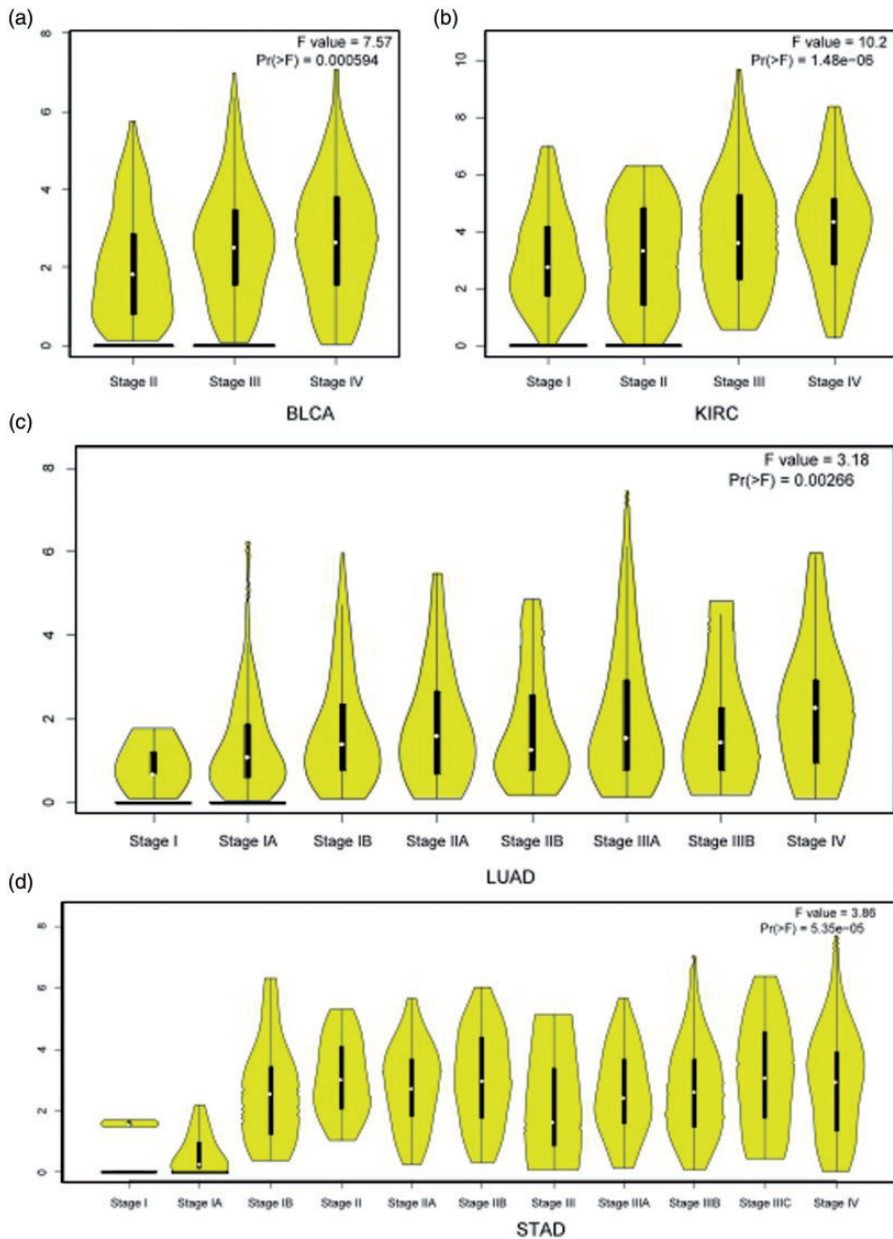 (a)
8
6
4
2
0
F value = 7.57
Pr(>F) = 0.000594
Stage II Stage III Stage IV
BLCA
(b)
10
8
6
4
2
0
F value = 10.2
Pr(>F) = 1.48e−06
Stage I Stage II Stage III Stage IV
KIRC
(c)
8
6
4
2
0
F value = 3.18
Pr(>F) = 0.00266
Stage I Stage IA Stage IB Stage IIA Stage IIB Stage IIIA Stage IIIB Stage IV
LUAD
(d)
8
6
4
2
0
F value = 3.86
Pr(>F) = 5.35e−05
Stage I Stage IA Stage IB Stage II Stage IIA Stage IIB Stage III Stage IIIA Stage IIIB Stage IIIC Stage IV
STAD